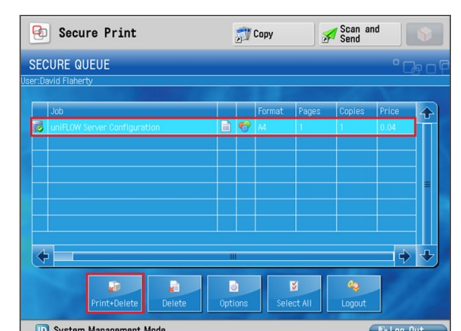 Secure Print
Copy
Scan and
Send
SECURE QUEUE
User:David Flaherty
Job Format Pages Copies Price
uniFLOW Server Configuration A4 1 1 0.04
Print+Delete Delete Options Select All Logout
ID System Management Mode Log Out